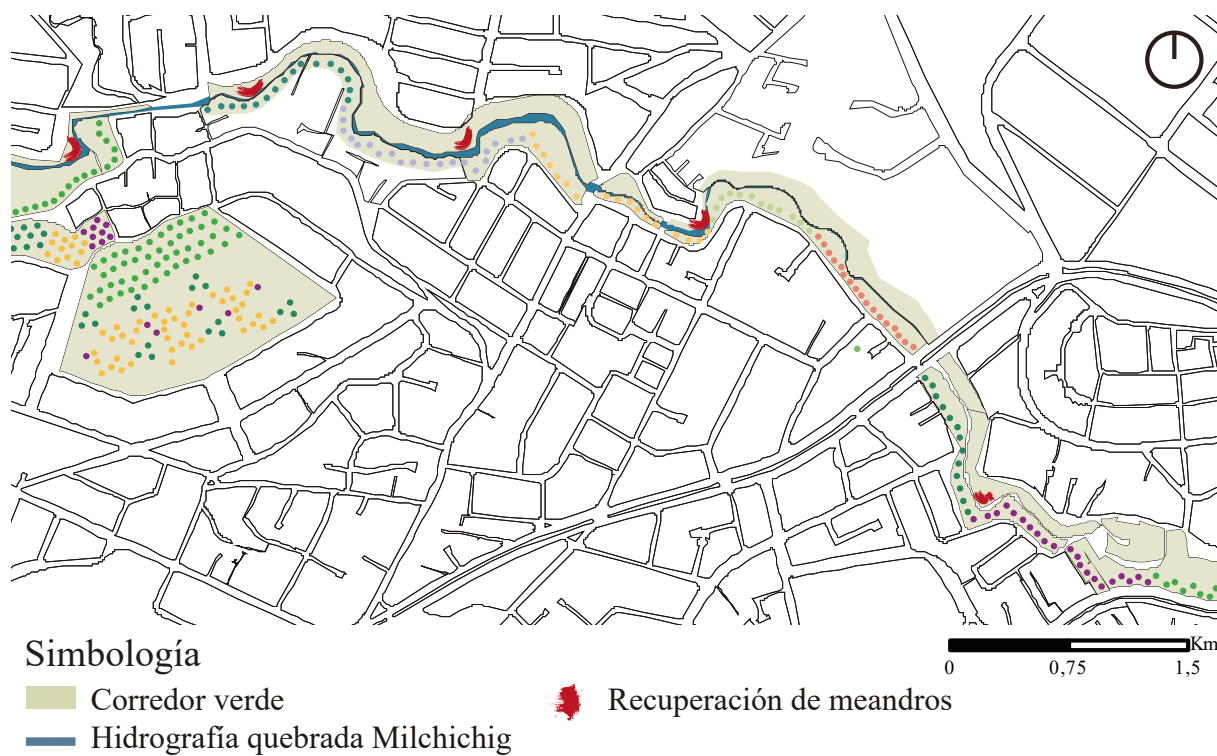 Km
0 0,75 1,5
Simbología
Corredor verde
Recuperación de meandros
Hidrografía quebrada Milchichig